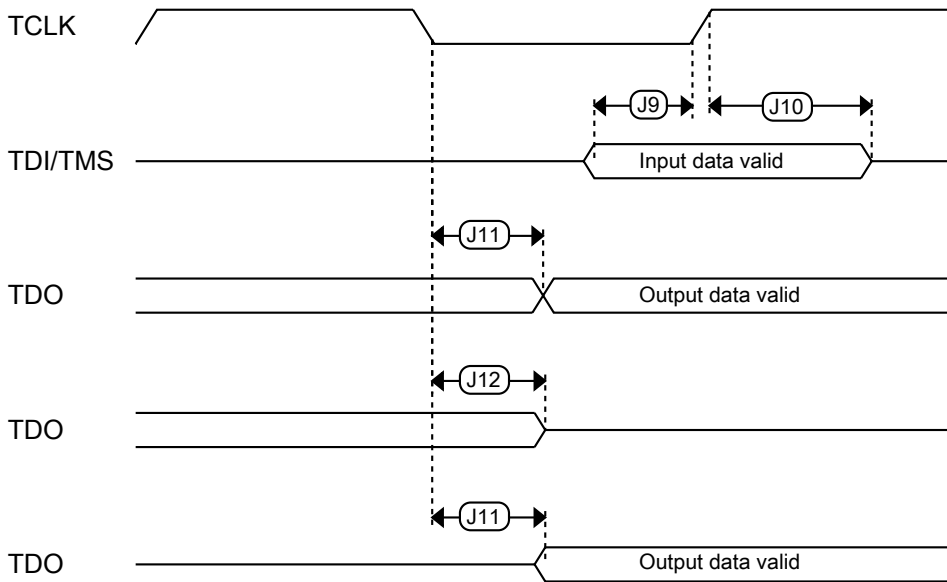 TCLK
J9
J10
TDI/TMS
Input data valid
J11
TDO
Output data valid
J12
TDO
J11
TDO
Output data valid